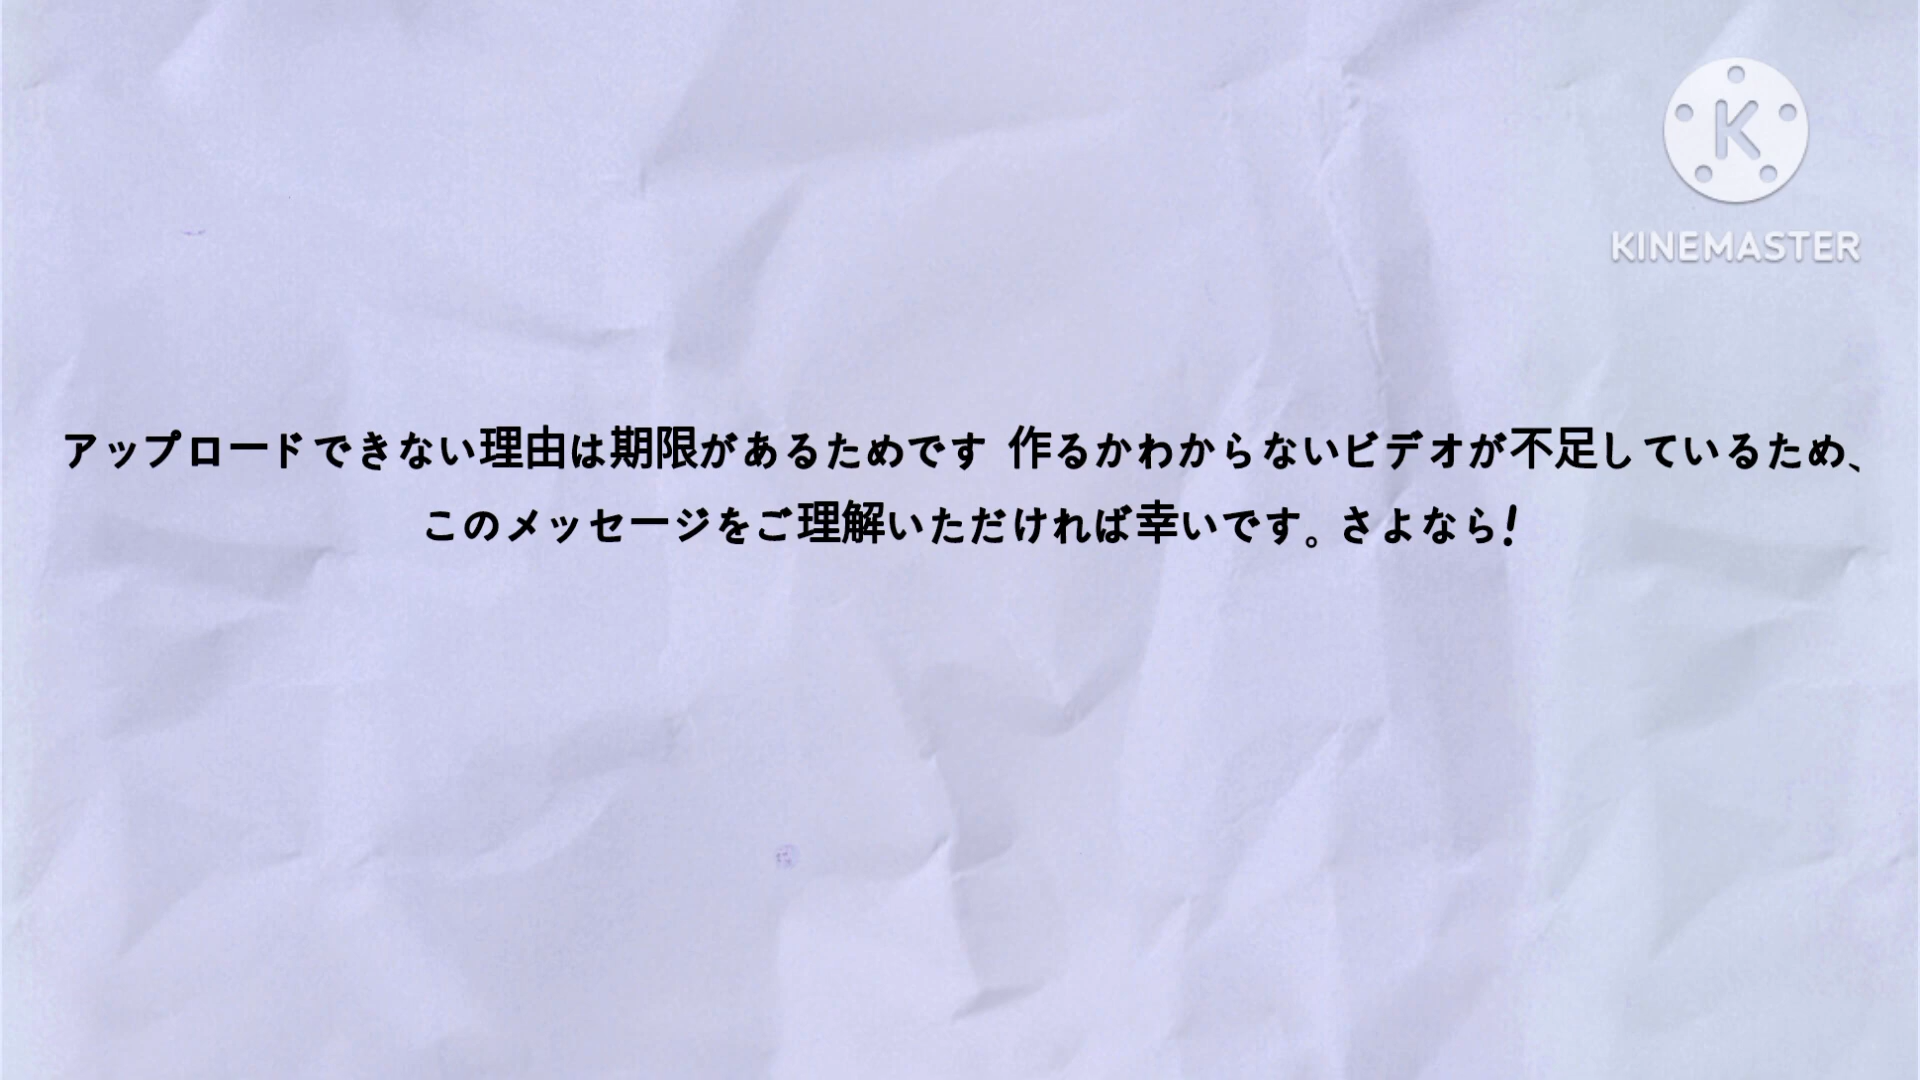 KINEMASTER
アップロードできない理由は期限があるためです 作るかわからないビデオが不足しているため、
このメッセージをご理解いただければ幸いです。さよなら！